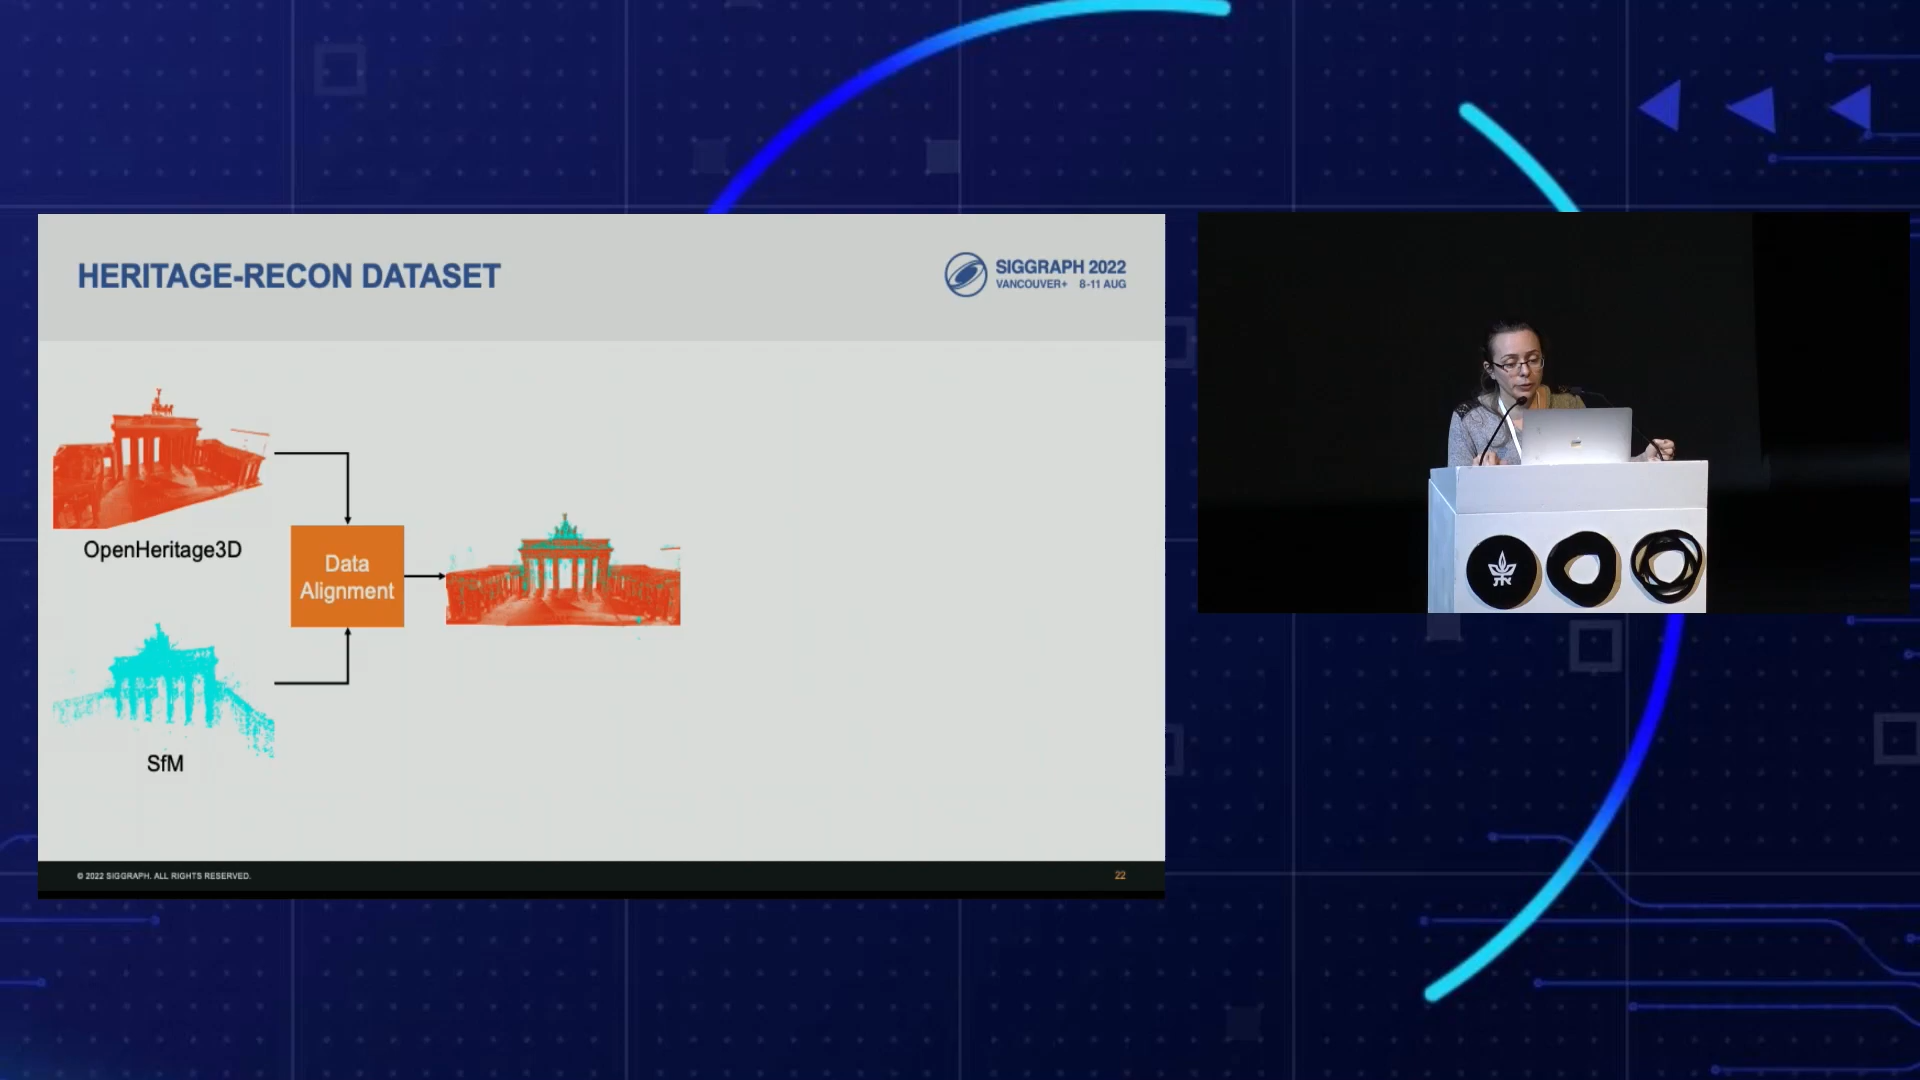 HERITAGE-RECON DATASET
SIGGRAPH 2022
VANCOUVER+ 8-11 AUG
OpenHeritage3D
Data
Alignment
SfM
© 2022 SIGGRAPH. ALL RIGHTS RESERVED.
22